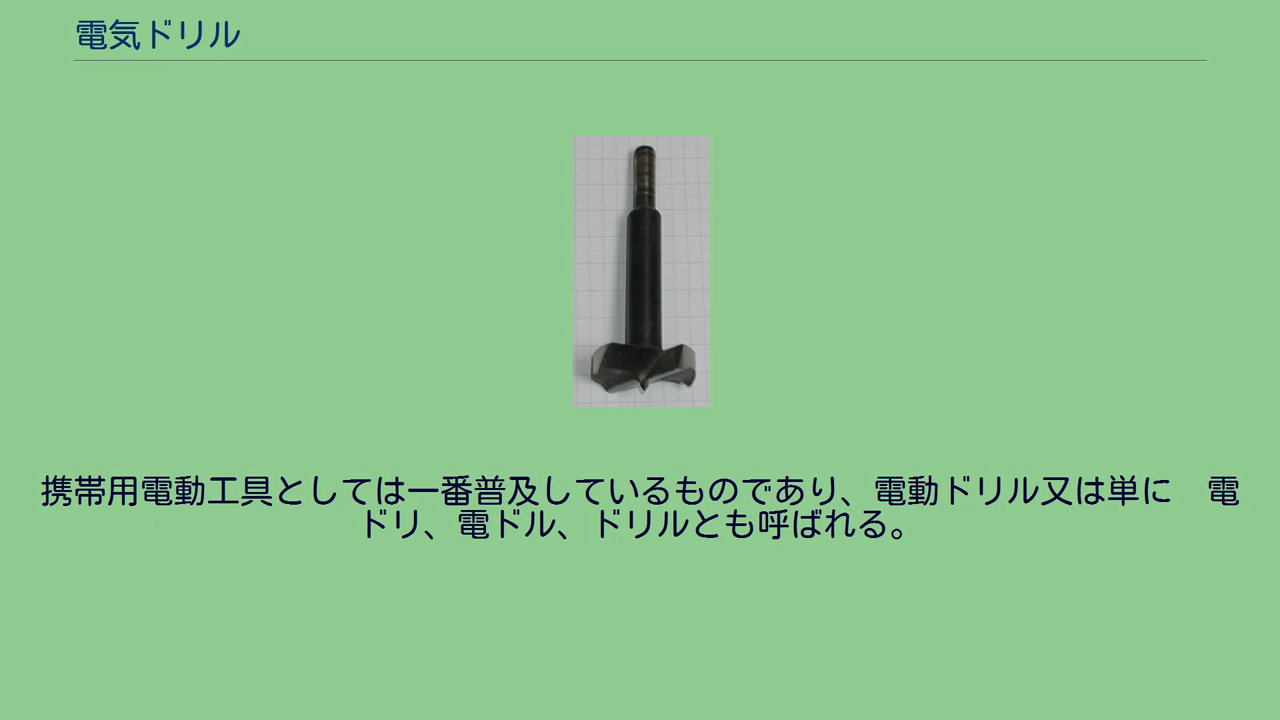 電気ドリル
携帯用電動工具としては一番普及しているものであり、電動ドリル又は単に　電
ドリ、電ドル、ドリルとも呼ばれる。